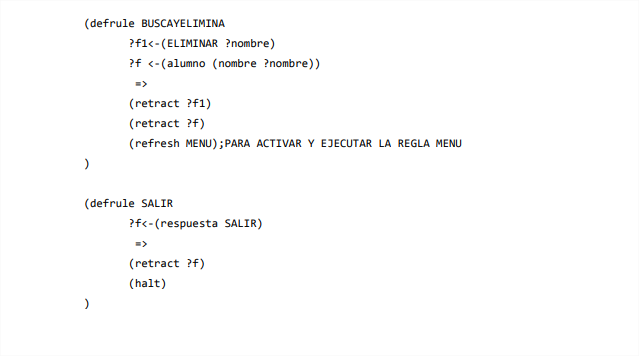 (defrule BUSCAYELIMINA
?f1<-(ELIMINAR ?nombre)
?f <-(alumno (nombre ?nombre))
=>
(retract ?f1)
(retract ?f)
(refresh MENU);PARA ACTIVAR Y EJECUTAR LA REGLA MENU
)
(defrule SALIR
?f<-(respuesta SALIR)
=>
(retract ?f)
(halt)
)